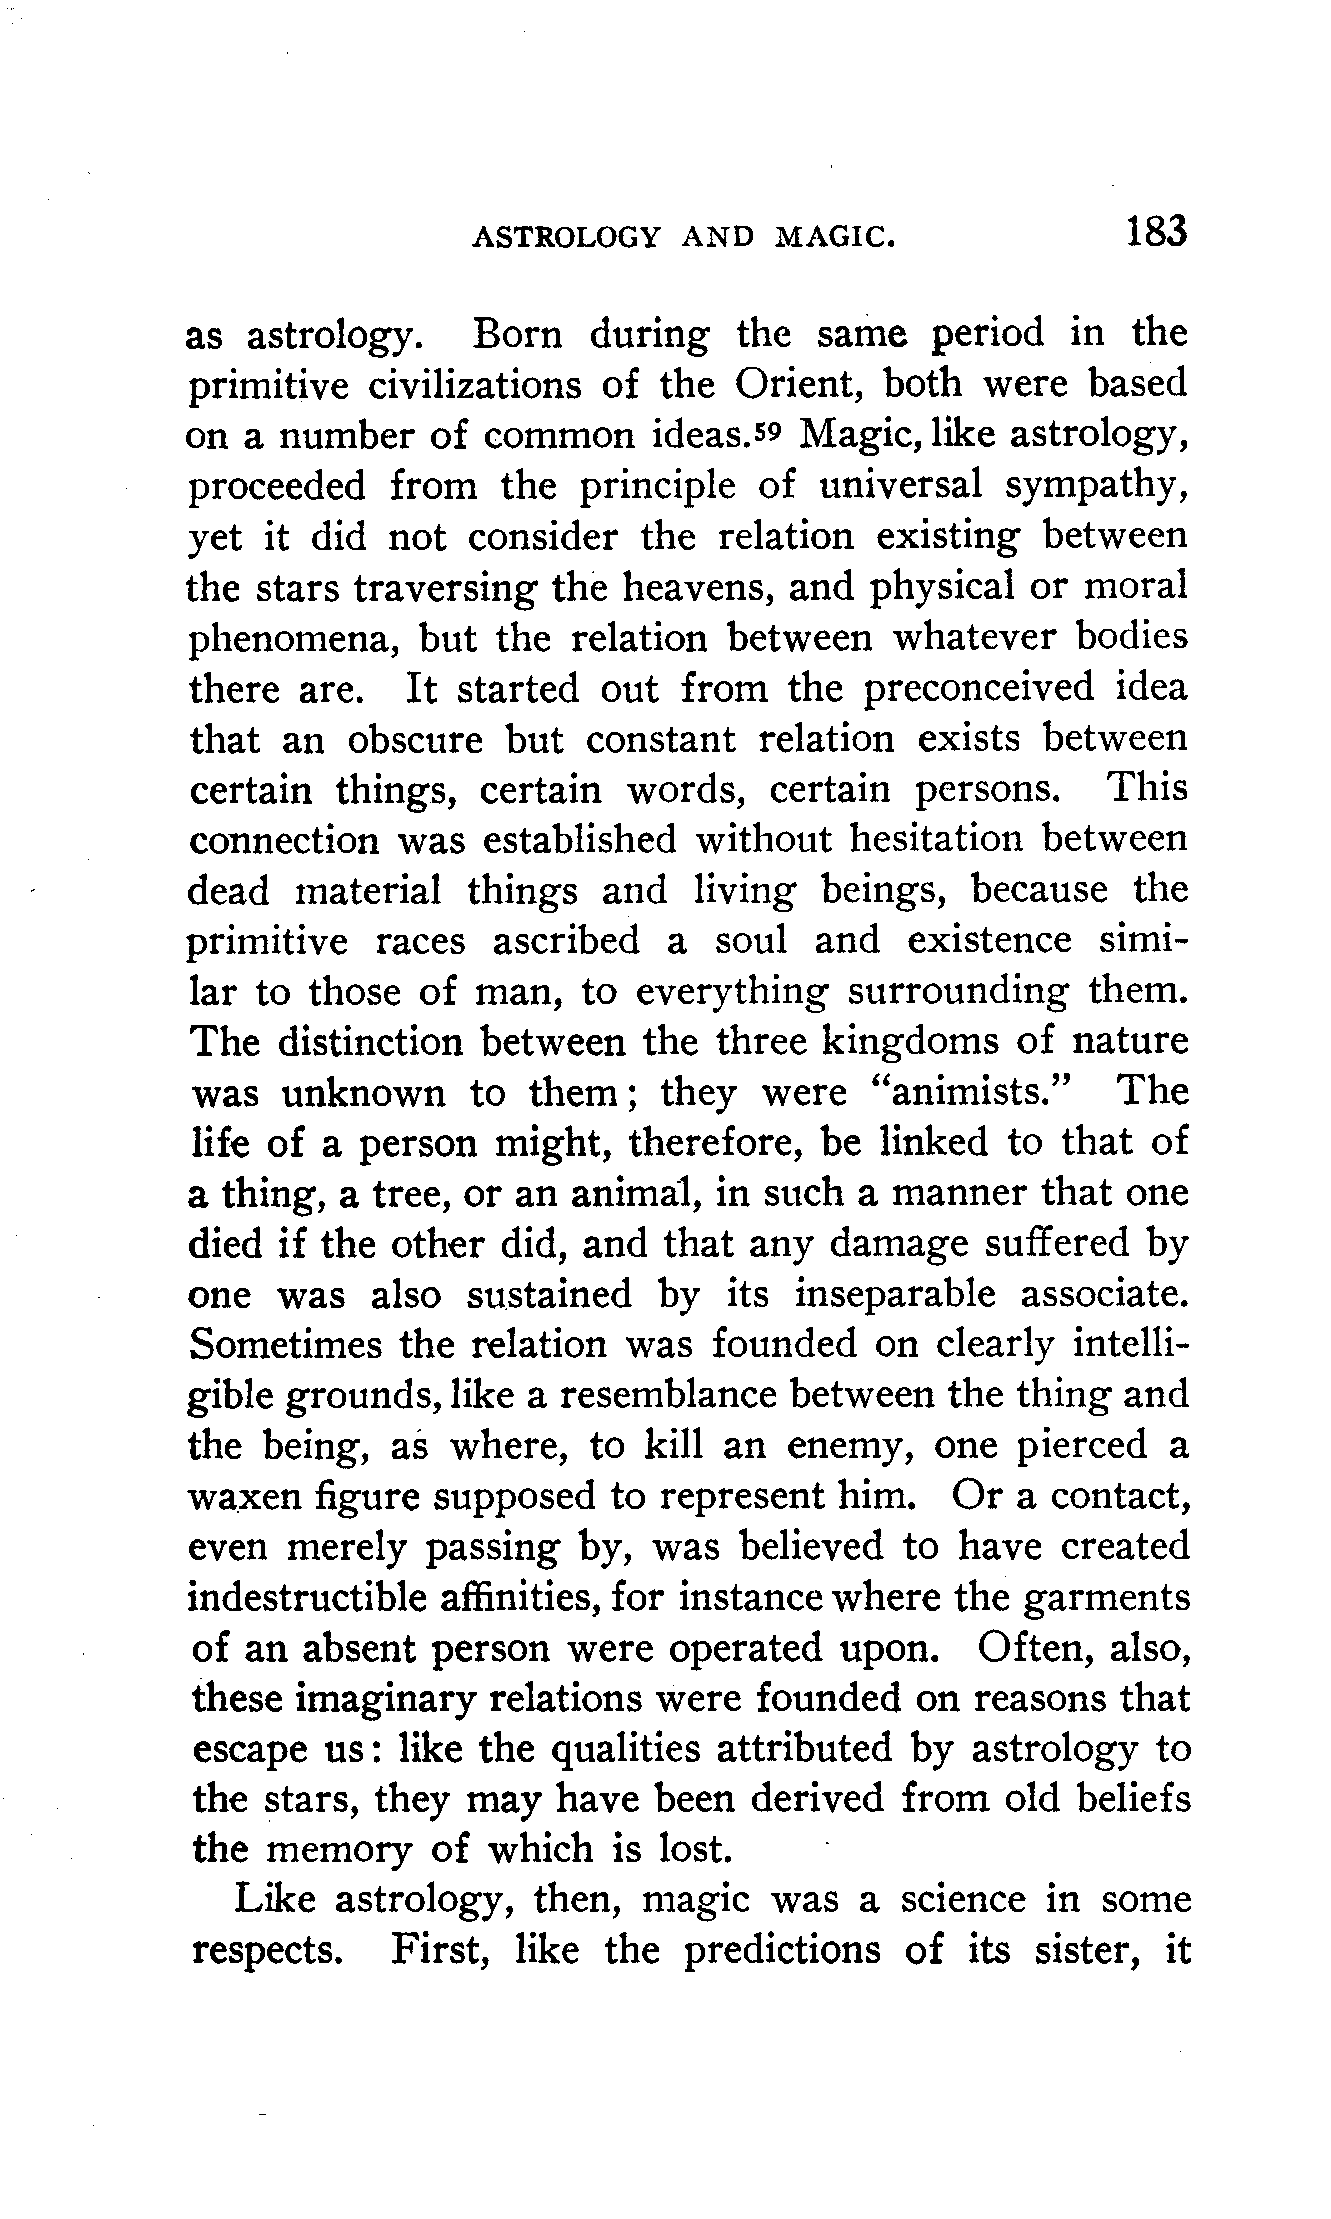 ASTROLOGY AND MAGIC. 183
as astrology. Born during the same period in the
primitive civilizations of the Orient, both were based
on a number of common ideas.59 Magic, like astrology,
proceeded from the principle of universal sympathy,
yet it did not consider the relation existing between
the stars traversing the heavens, and physical or moral
phenomena, but the relation between whatever bodies
there are. It started out from the preconceived idea
that an obscure but constant relation exists between
certain things, certain words, certain persons. This
connection was established without hesitation between
dead material things and living beings, because the
primitive races ascribed a soul and existence simi-
lar to those of man, to everything surrounding them.
The distinction between the three kingdoms of nature
was unknown to them; they were "animists." The
life of a person might, therefore, be linked to that of
a thing, a tree, or an animal, in such a manner that one
died if the other did, and that any damage suffered by
one was also sustained by its inseparable associate.
Sometimes the relation was founded on clearly intelli-
gible grounds, like a resemblance between the thing and
the being, as where, to kill an enemy, one pierced a
waxen figure supposed to represent him. Or a contact,
even merely passing by, was believed to have created
indestructible affinities, for instance where the garments
of an absent person were operated upon. Often, also,
these imaginary relations were founded on reasons that
escape us: like the qualities attributed by astrology to
the stars, they may have been derived from old beliefs
the memory of which is lost.
Like astrology, then, magic was a science in some
respects. First, like the predictions of its sister, it